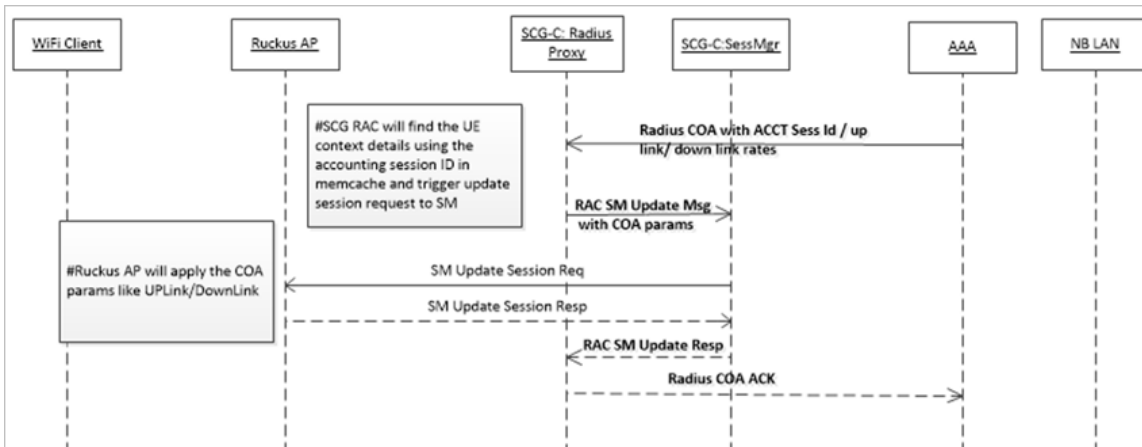 WiFi Client
Ruckus AP
SCG-C: Radius
Proxy
SCG-C:SessMgr
AAA
NB LAN
#SCG RAC will find the UE
context details using the
accounting session ID in
memcache and trigger update
session request to SM
Radius COA with ACCT Sess Id / up
link/ down link rates
RAC SM Update Msg
with COA params
#Ruckus AP will apply the COA
params like UPLink/DownLink
SM Update Session Req
SM Update Session Resp
RAC SM Update Resp
Radius COA ACK